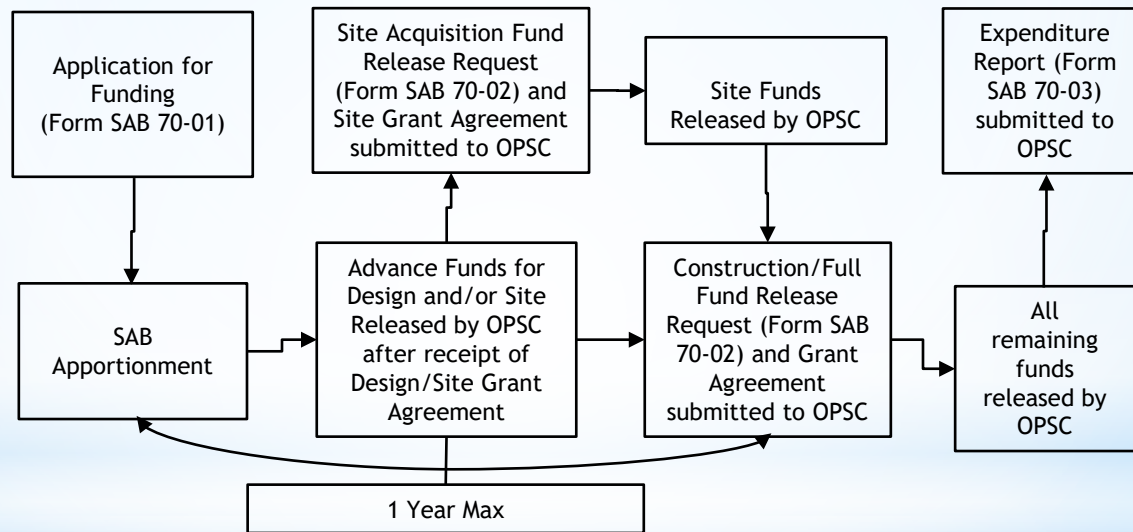 Application for
Funding
(Form SAB 70-01)
Site Acquisition Fund
Release Request
(Form SAB 70-02) and
Site Grant Agreement
submitted to OPSC
Site Funds
Released by OPSC
Expenditure
Report (Form
SAB 70-03)
submitted to
OPSC
SAB
Apportionment
Advance Funds for
Design and/or Site
Released by OPSC
after receipt of
Design/Site Grant
Agreement
Construction/Full
Fund Release
Request (Form SAB
70-02) and Grant
Agreement
submitted to OPSC
All
remaining
funds
released by
OPSC
1 Year Max